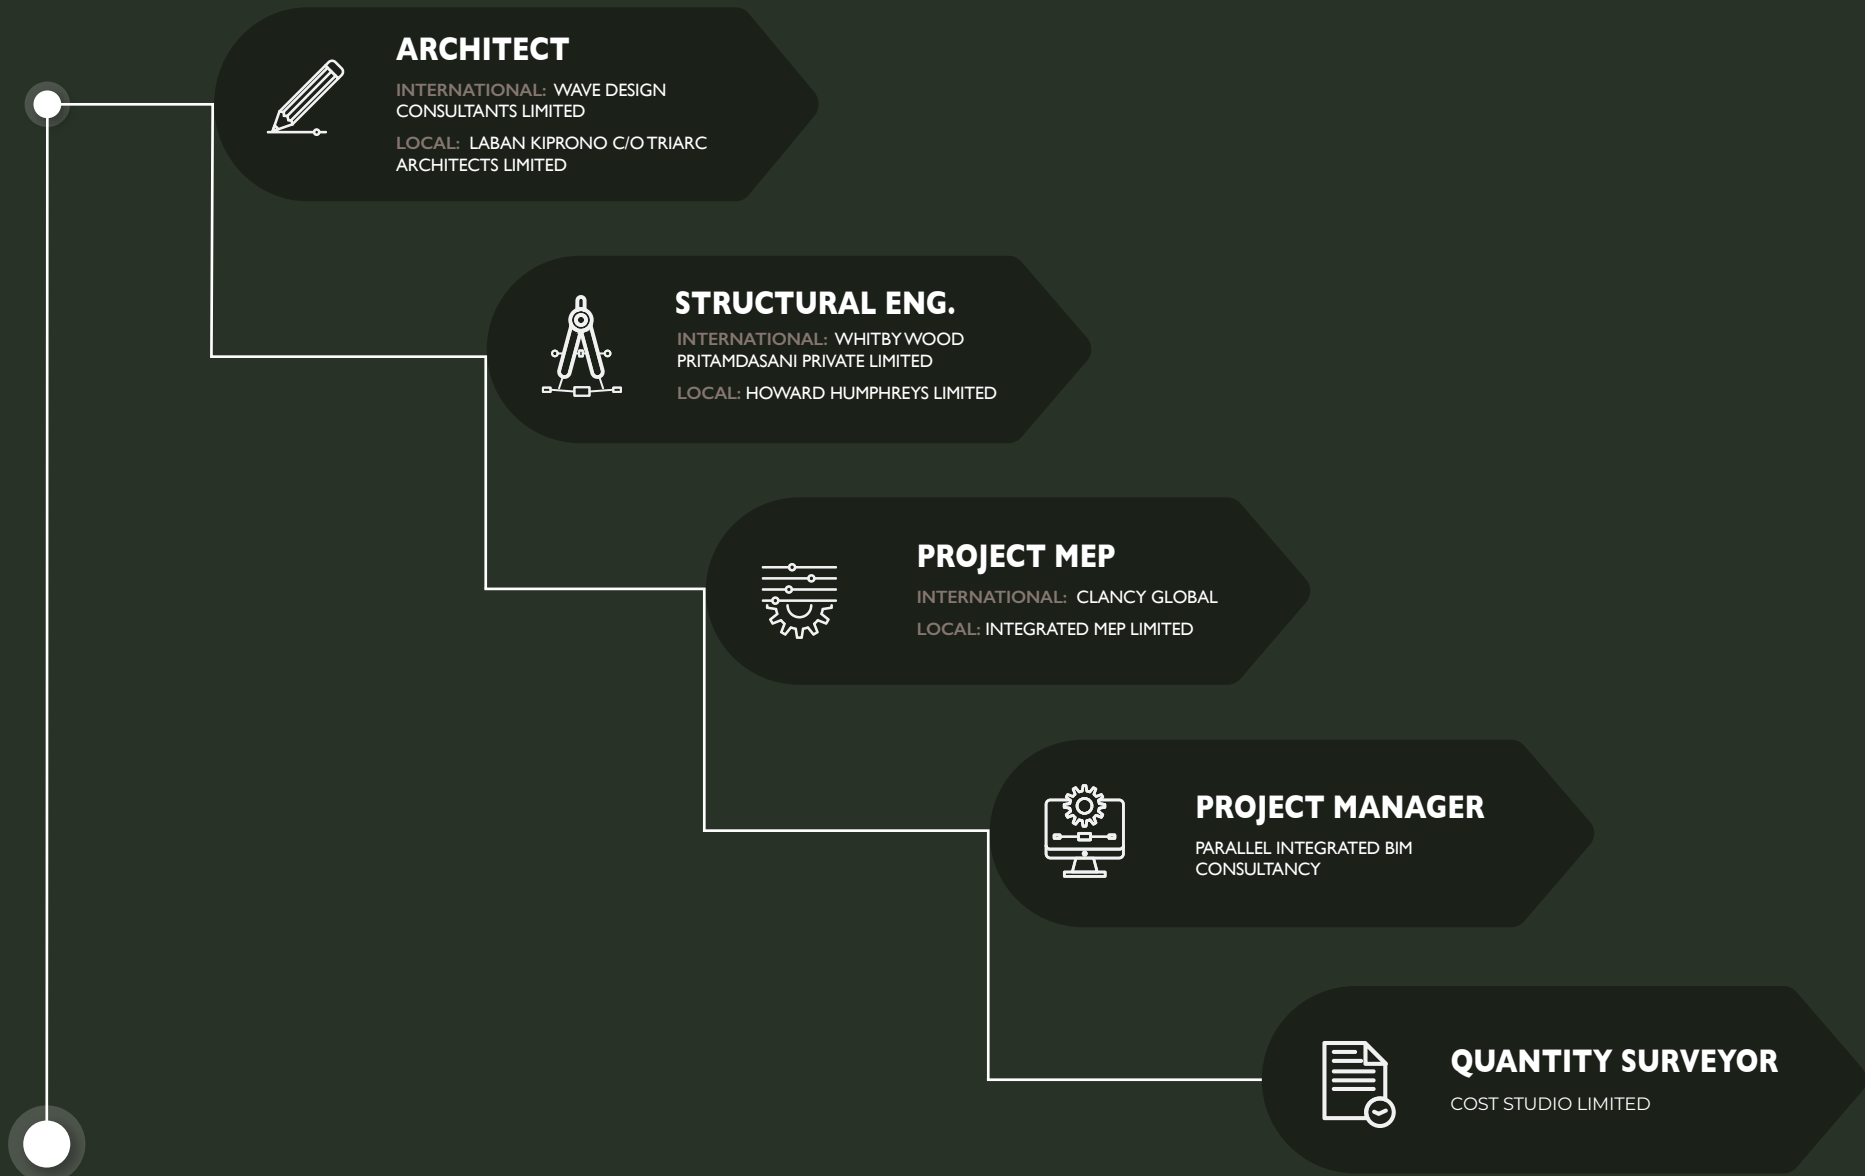 ARCHITECT
INTERNATIONAL: WAVE DESIGN
CONSULTANTS LIMITED
LOCAL: LABAN KIPRONO C/O TRIARC
ARCHITECTS LIMITED
STRUCTURAL ENG.
INTERNATIONAL: WHITBY WOOD
PRITAMDASANI PRIVATE LIMITED
LOCAL: HOWARD HUMPHREYS LIMITED
PROJECT MEP
INTERNATIONAL: CLANCY GLOBAL
LOCAL: INTEGRATED MEP LIMITED
PROJECT MANAGER
PARALLEL INTEGRATED BIM
CONSULTANCY
QUANTITY SURVEYOR
COST STUDIO LIMITED